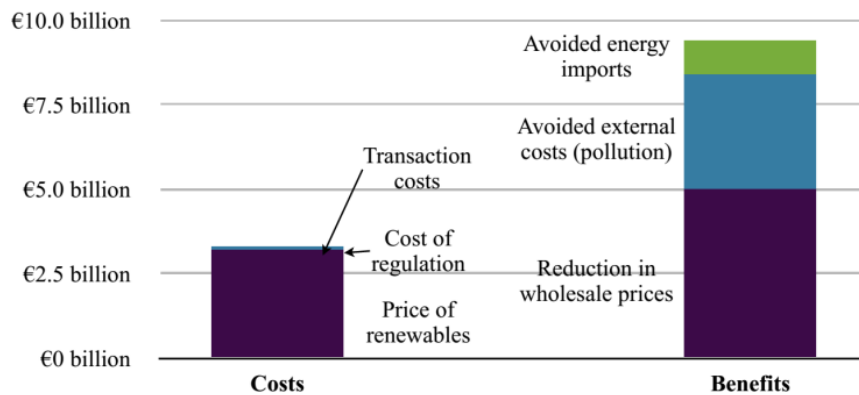 €10.0 billion
Avoided energy
imports
€7.5 billion
Avoided external
costs (pollution)
Transaction
costs
€5.0 billion
Cost of
regulation
€2.5 billion
Reduction in
wholesale prices
Price of
renewables
€0 billion
Costs
Benefits